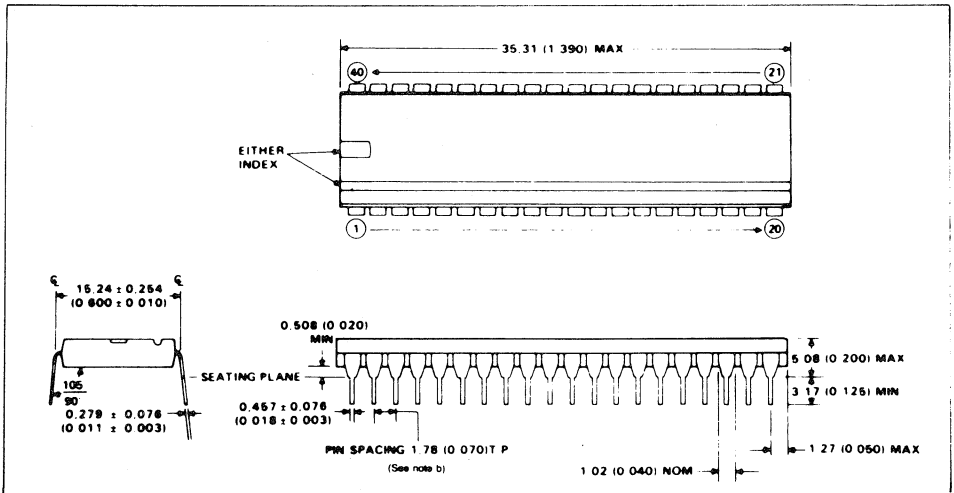 35.31 (1 390) MAX
40
21
EITHER
INDEX
1
20
℄
℄
15.24 ± 0.254
(0 600 ± 0 010)
0.508 (0 020)
MIN
5 08 (0 200) MAX
SEATING PLANE
105
90
3 17 (0 125) MIN
0.279 ± 0.076
(0 011 ± 0 003)
0.457 ± 0.076
(0 018 ± 0 003)
PIN SPACING 1.78 (0 070) T P
(See note b)
1 27 (0 050) MAX
1 02 (0 040) NOM